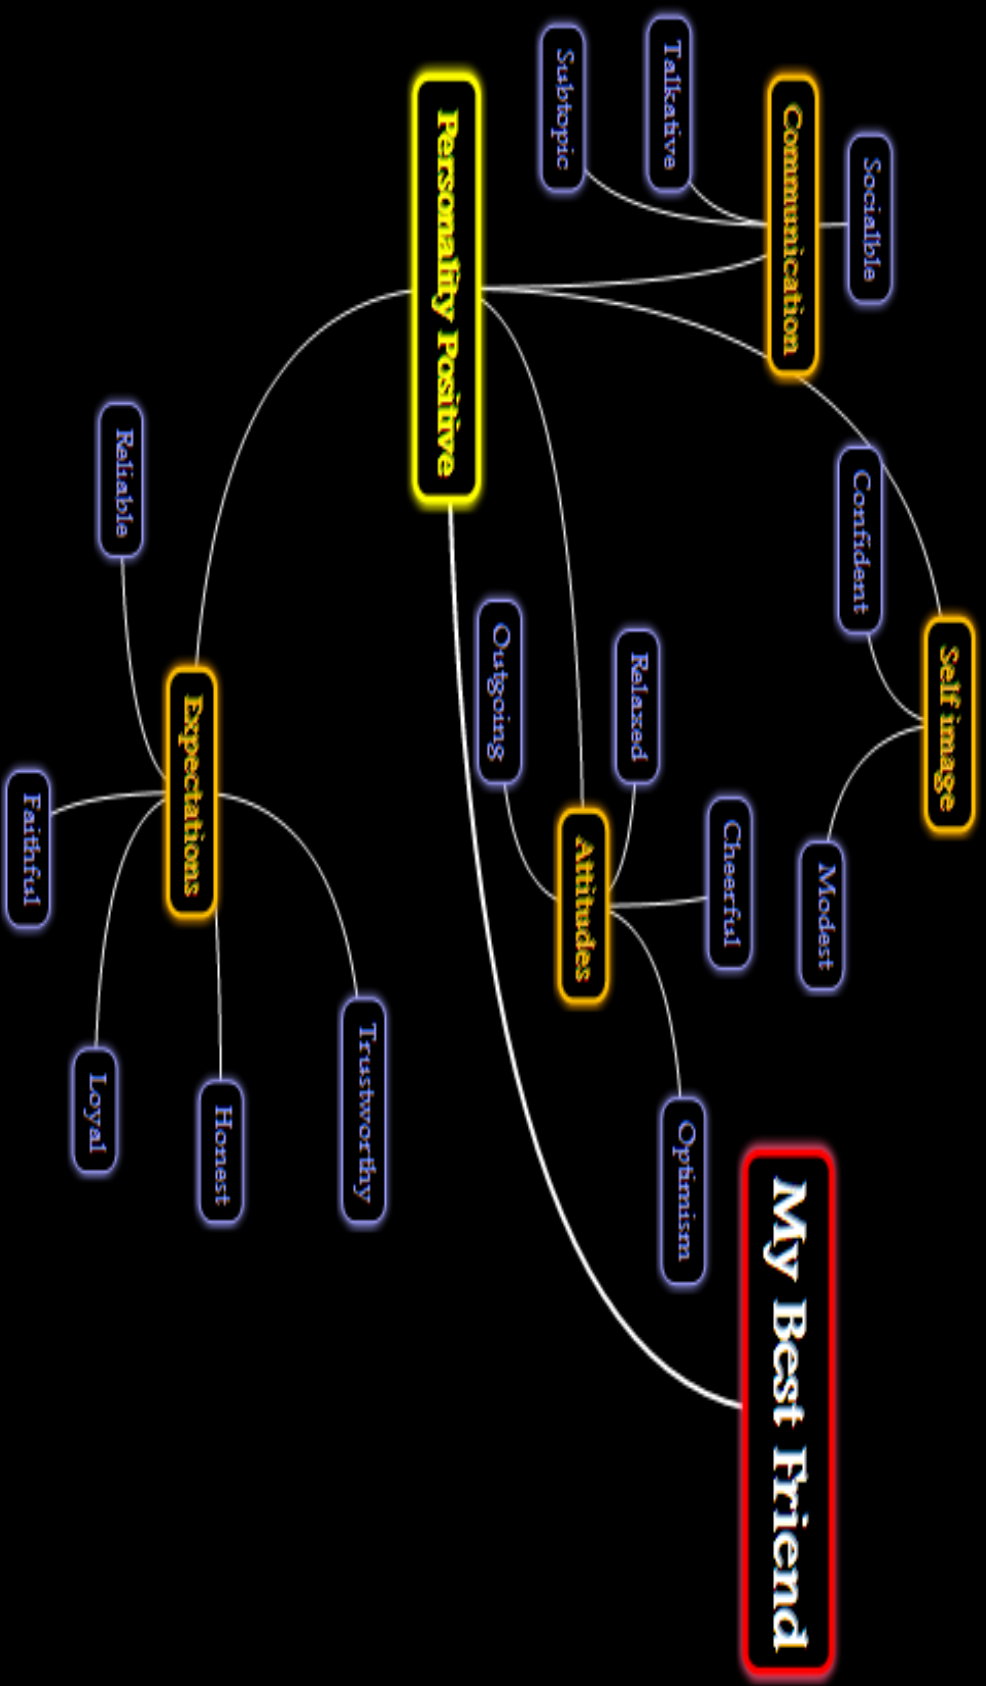 My Best Friend
Personality Positive
Communication
Socialble
Talkative
Subtopic
Self image
Confident
Modest
Attitudes
Relaxed
Outgoing
Cheerful
Optimism
Expectations
Reliable
Faithful
Loyal
Honest
Trustworthy